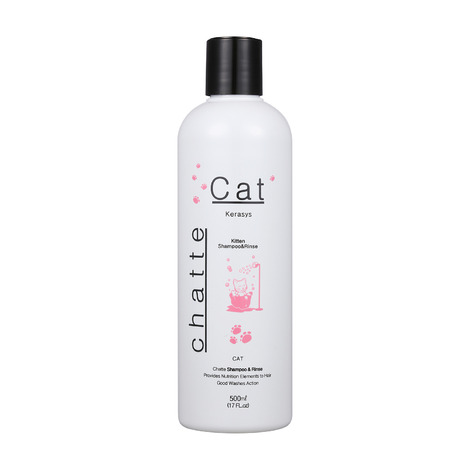 Cat
Kerasys
chatte
Kitten
Shampoo&Rinse
CAT
Chatte Shampoo & Rinse
Provides Nutrition Elements to Hair
Good Washes Action
500ml
(17 FL.oz)